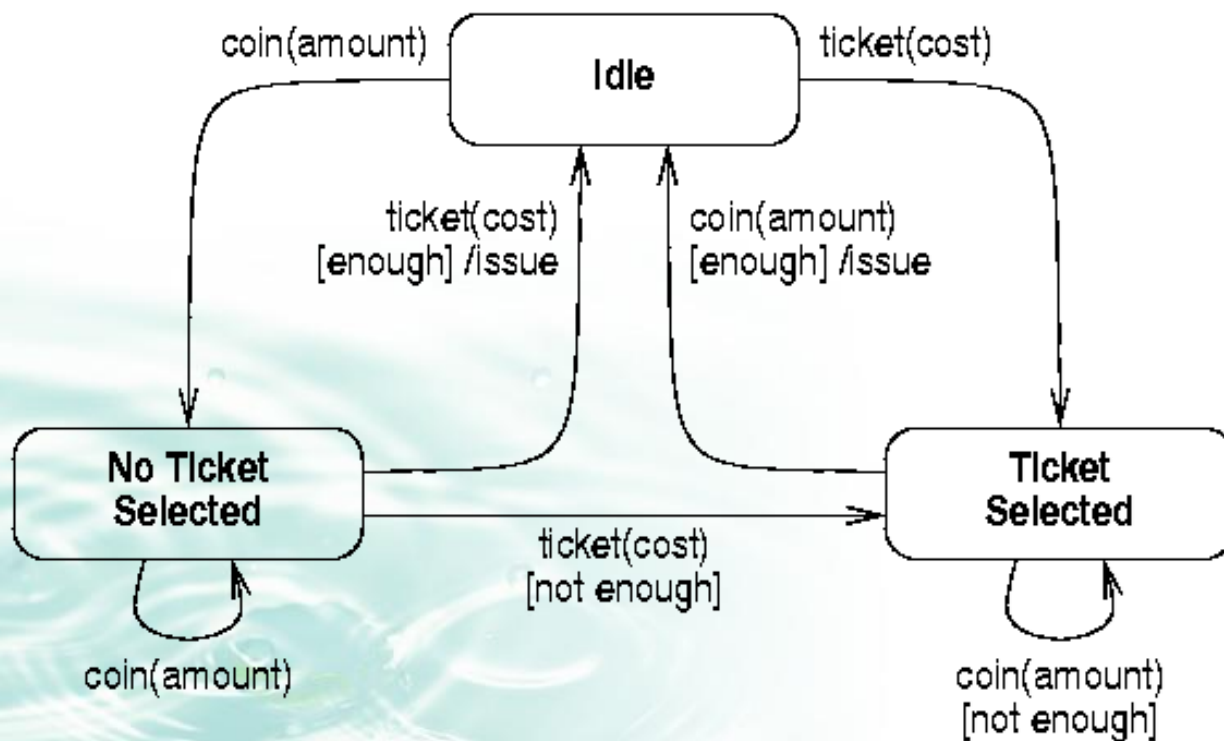 coin(amount)
Idle
ticket(cost)
ticket(cost)
[enough] /issue
coin(amount)
[enough] /issue
No Ticket
Selected
Ticket
Selected
ticket(cost)
[not enough]
coin(amount)
coin(amount)
[not enough]